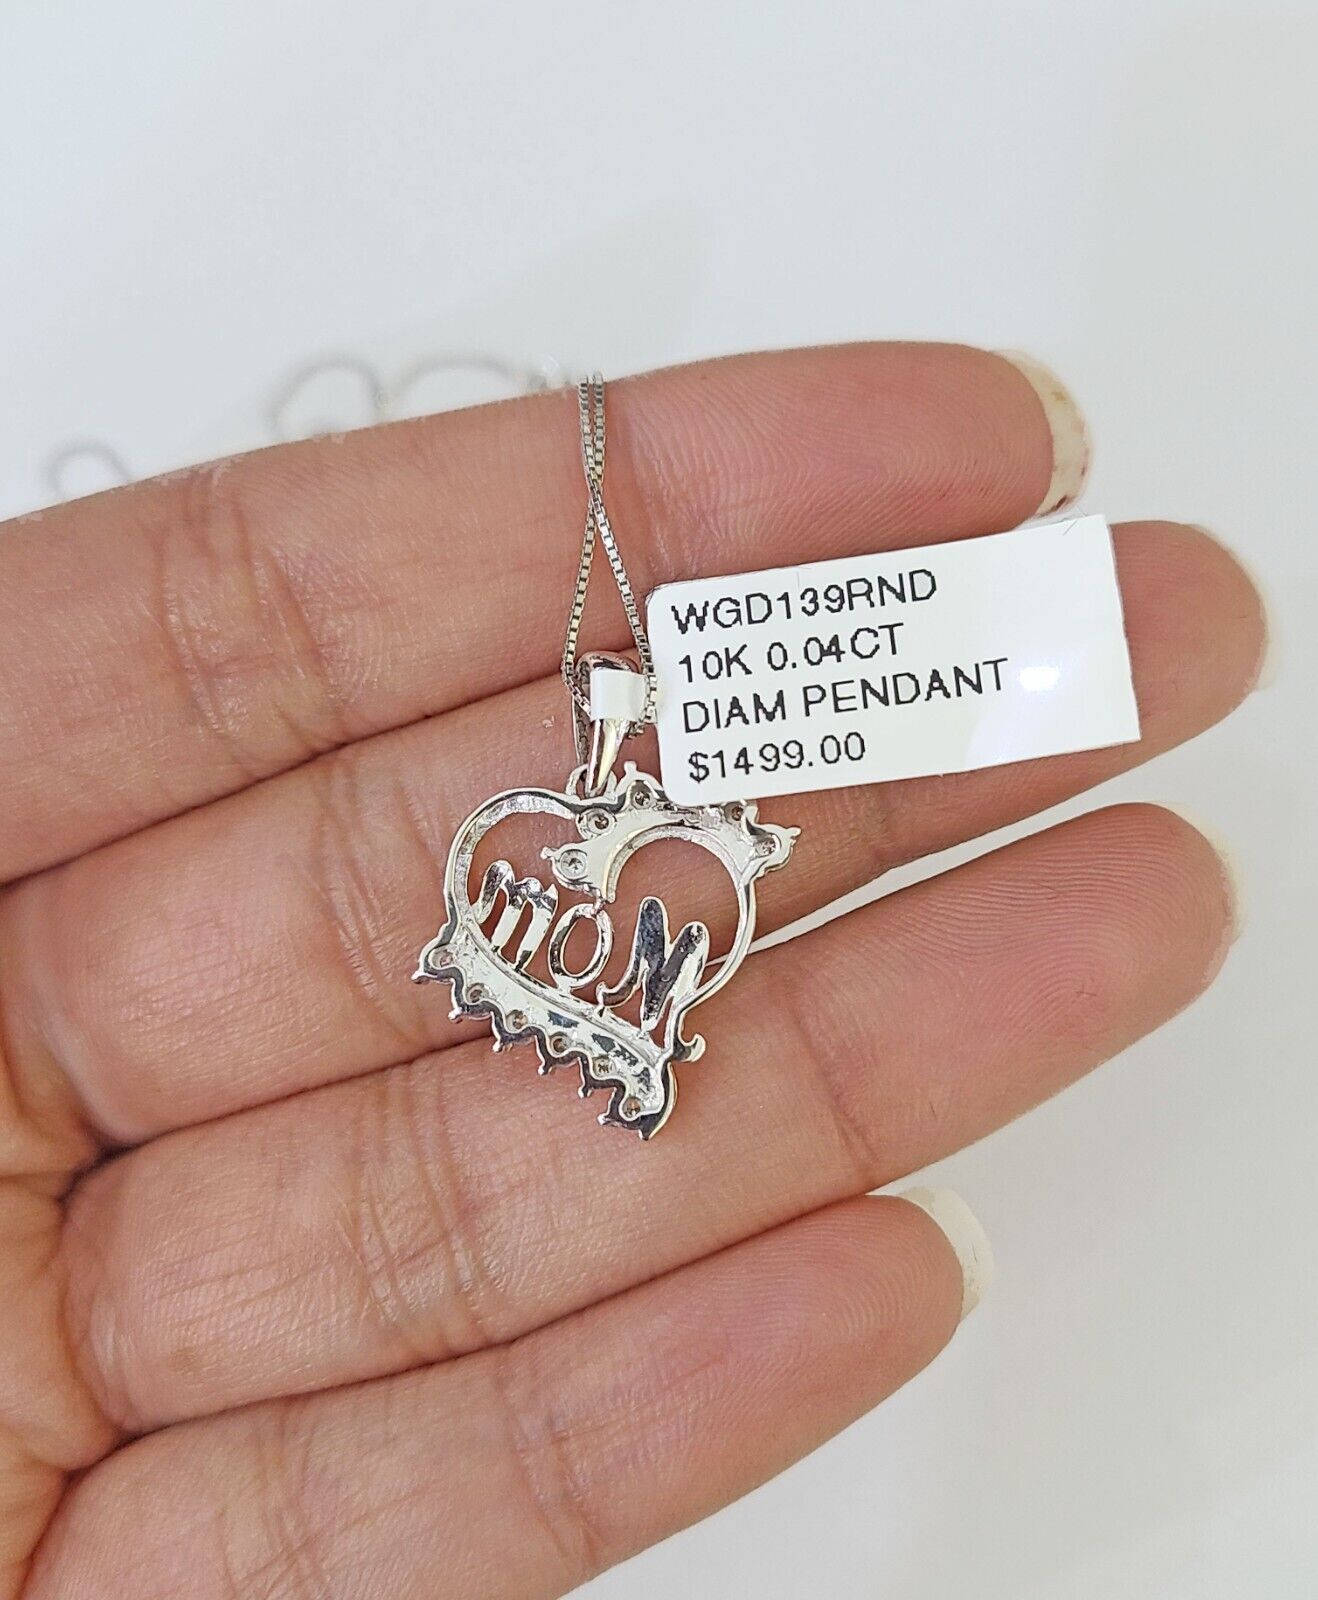 WGD139RND
10K 0.04CT
DIAM PENDANT
$1499.00
moM